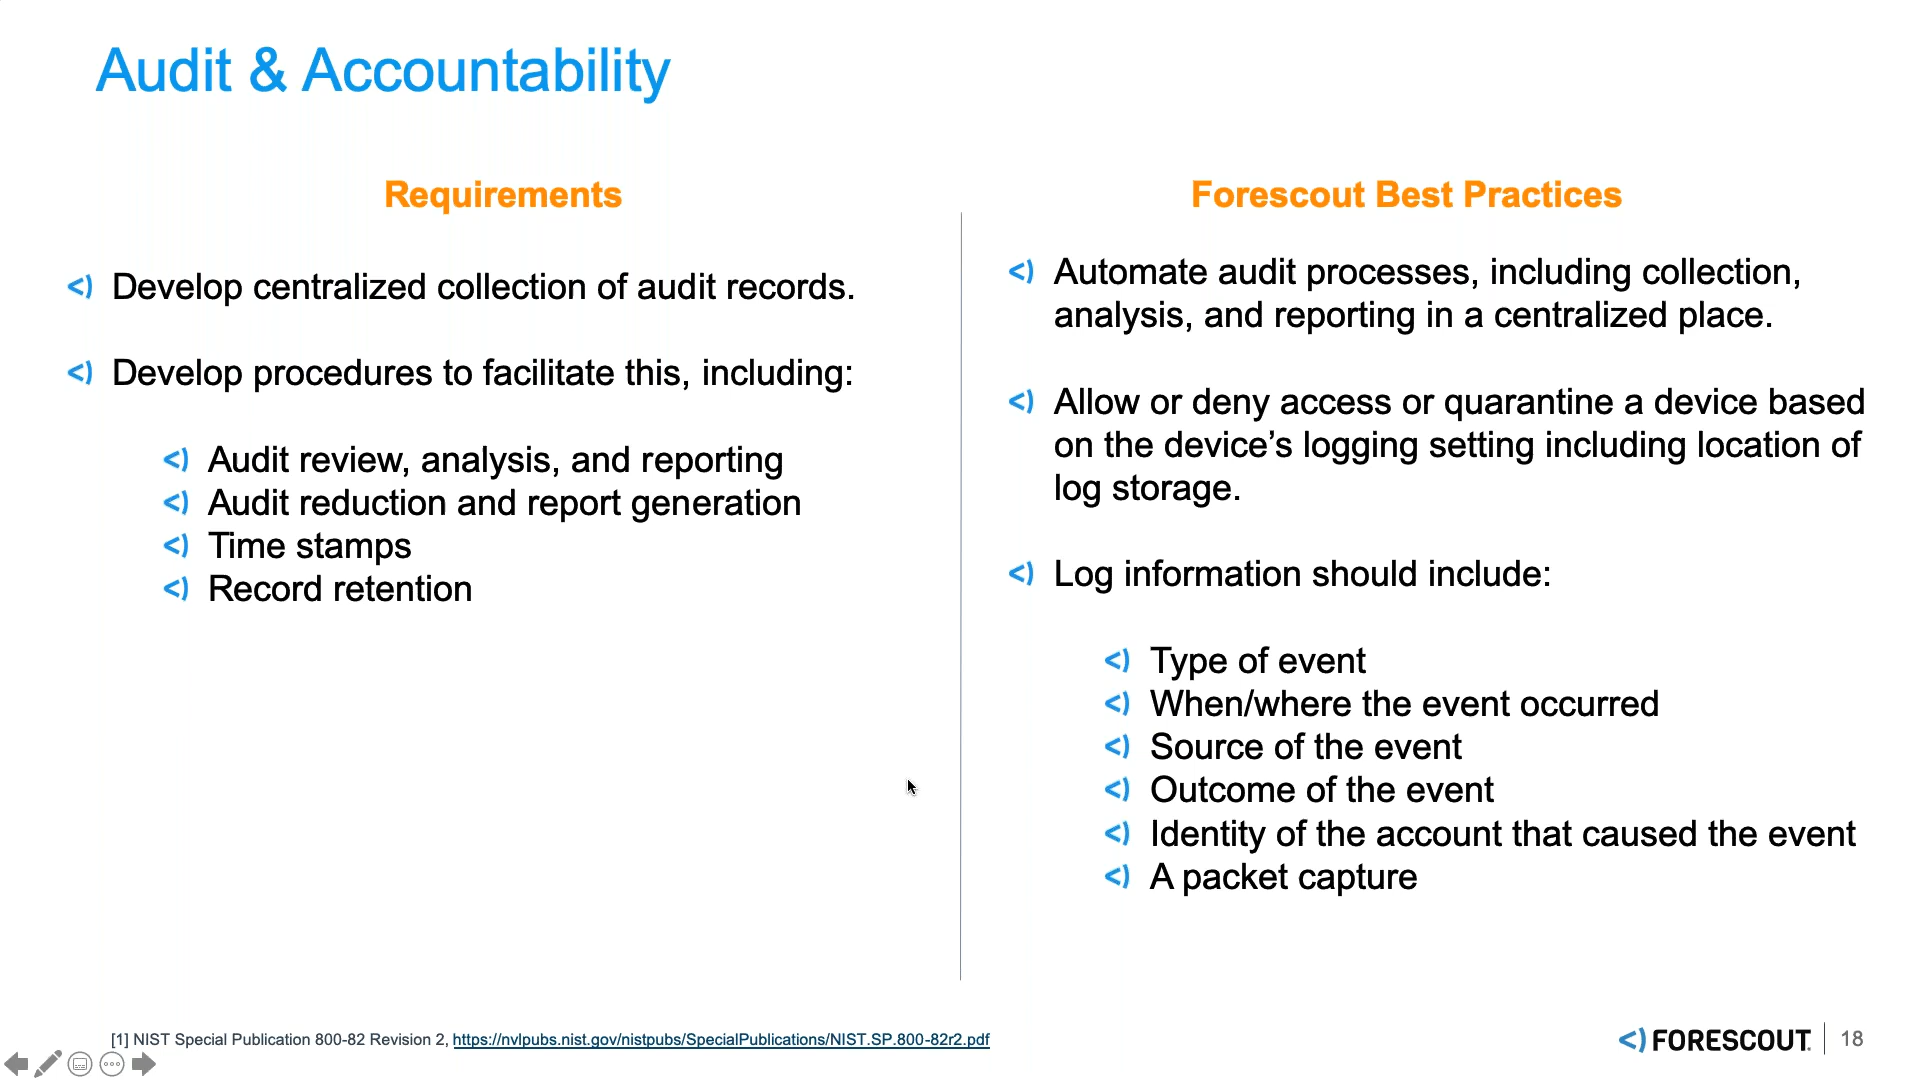 Audit & Accountability
Requirements
Develop centralized collection of audit records.
Develop procedures to facilitate this, including:
Audit review, analysis, and reporting
Audit reduction and report generation
Time stamps
Record retention
Forescout Best Practices
Automate audit processes, including collection,
analysis, and reporting in a centralized place.
Allow or deny access or quarantine a device based
on the device’s logging setting including location of
log storage.
Log information should include:
Type of event
When/where the event occurred
Source of the event
Outcome of the event
Identity of the account that caused the event
A packet capture
[1] NIST Special Publication 800-82 Revision 2, https://nvlpubs.nist.gov/nistpubs/SpecialPublications/NIST.SP.800-82r2.pdf
FORESCOUT. 18